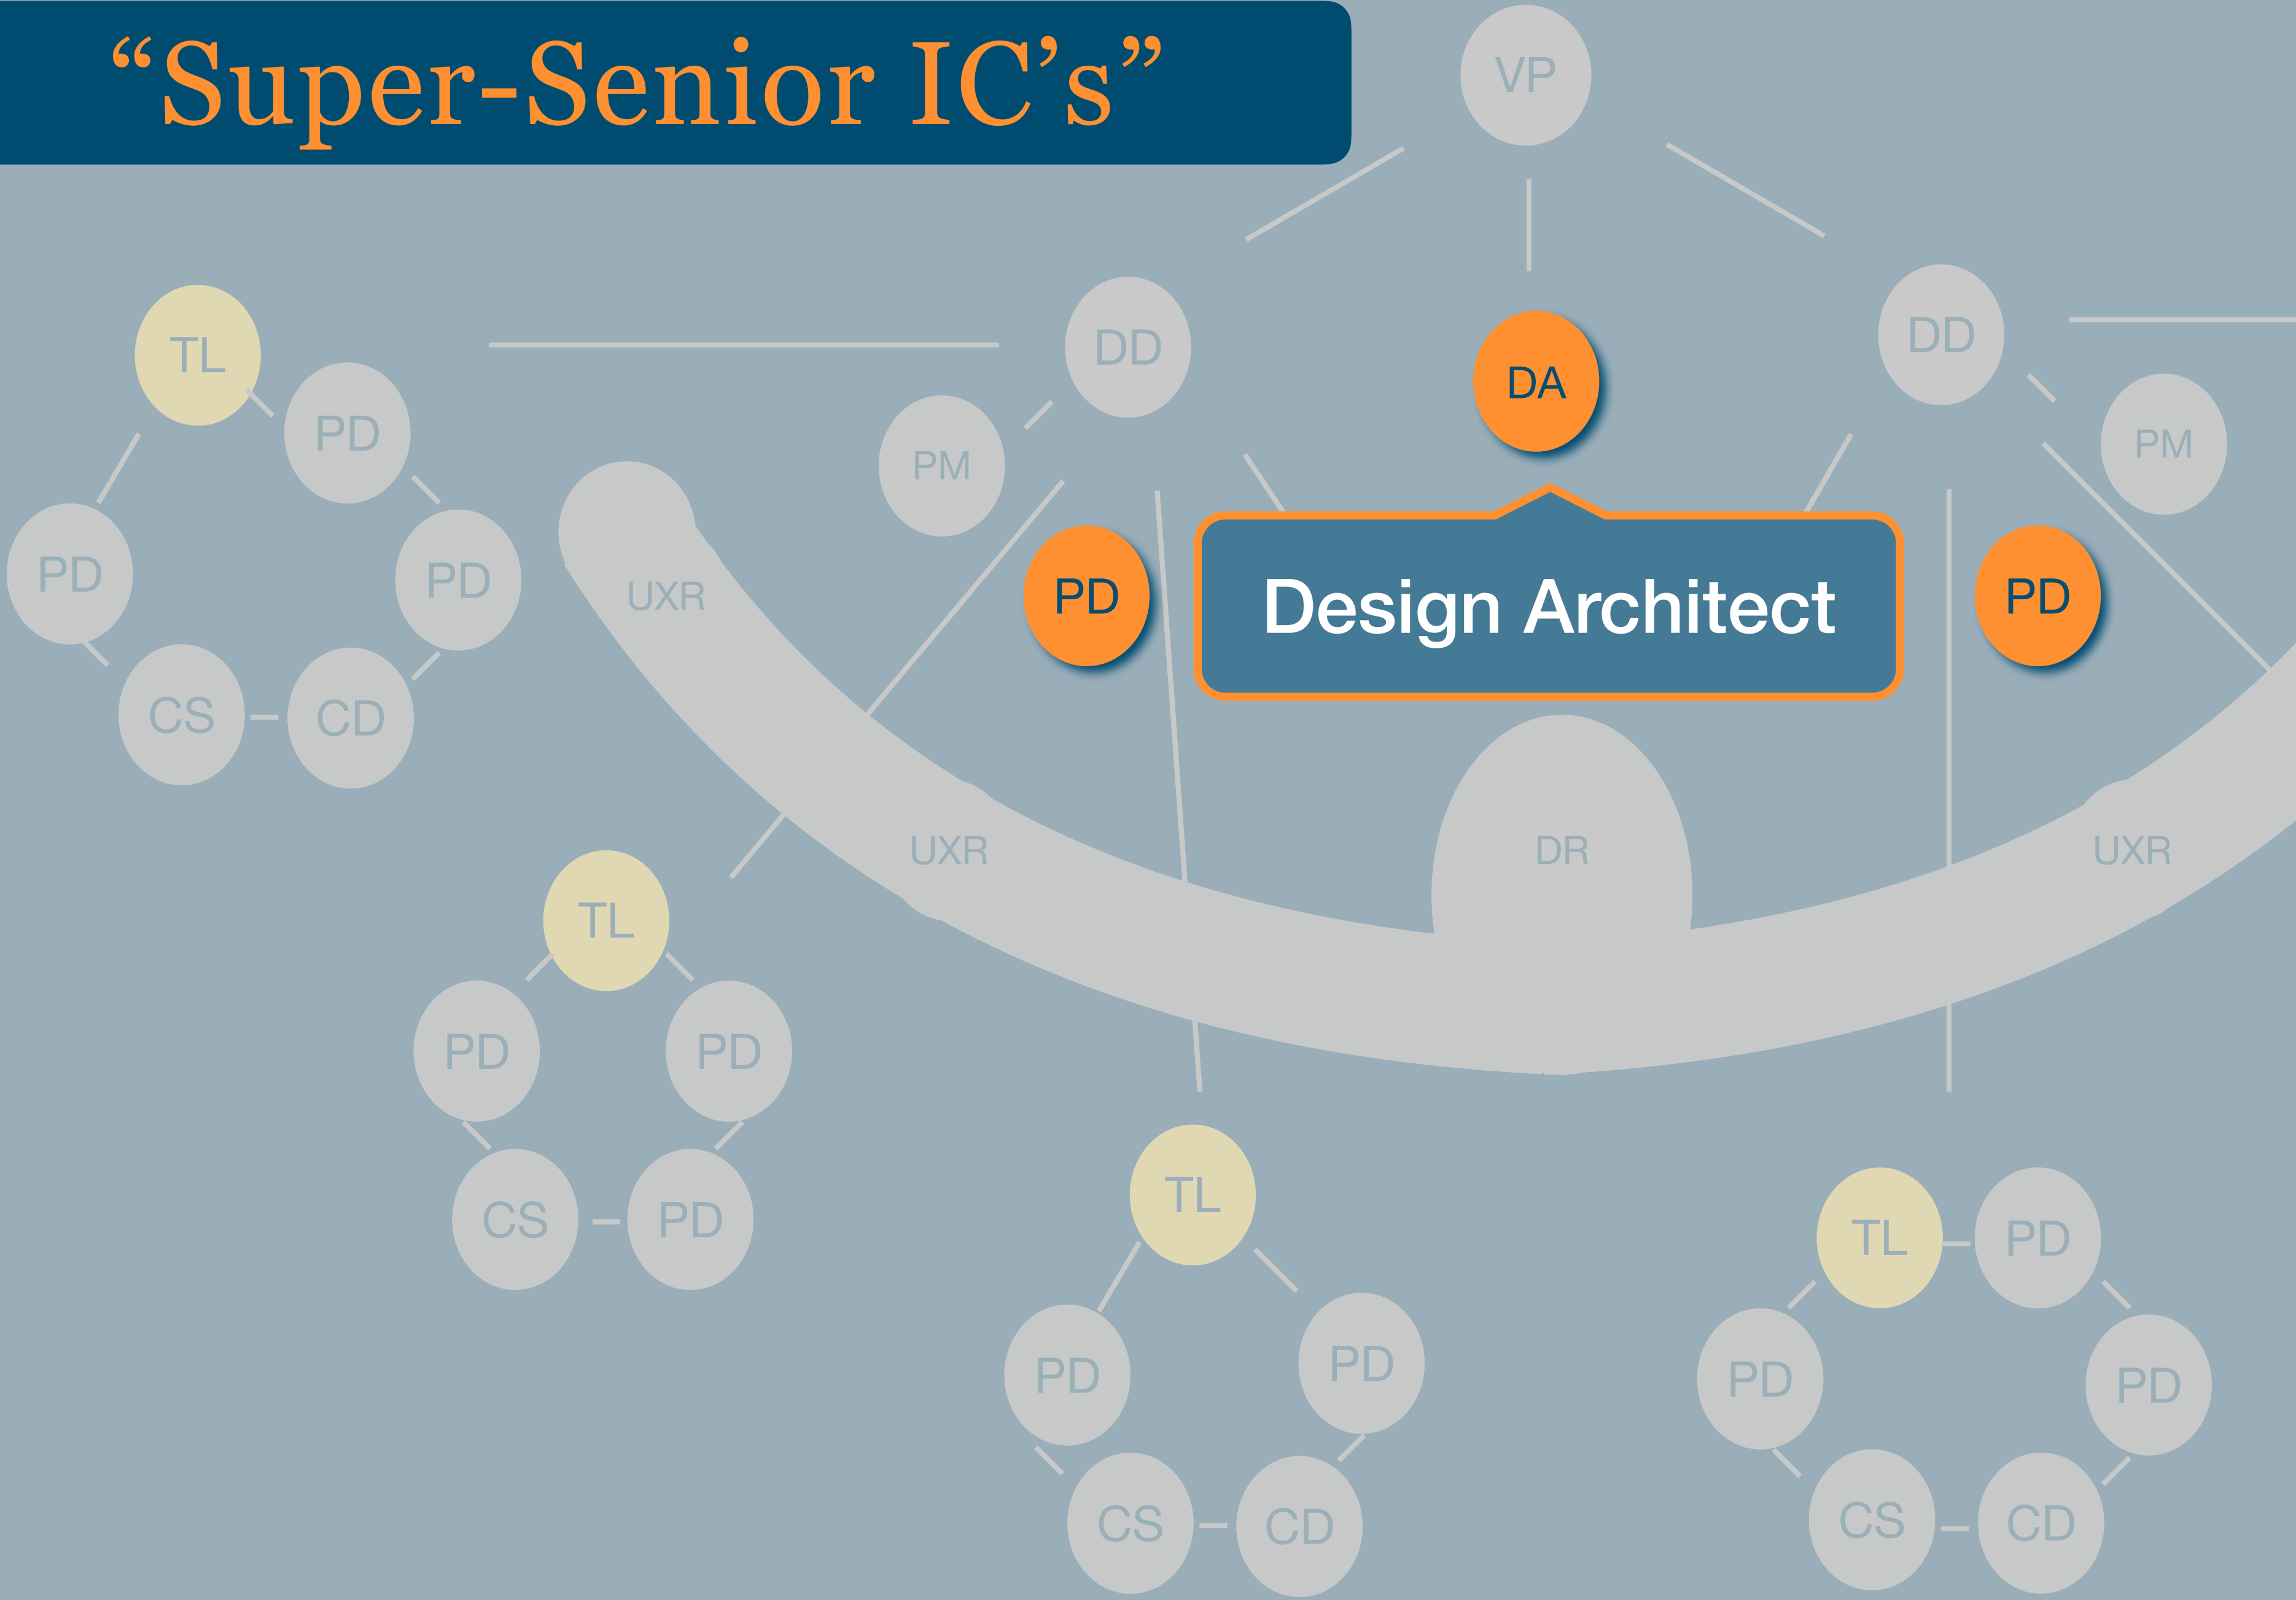 “Super-Senior IC’s”
VP
TL
DD
DD
DA
PD
PM
PM
PD
PD
UXR
PD
Design Architect
PD
CS
CD
UXR
DR
UXR
TL
PD
PD
CS
PD
TL
TL
PD
PD
PD
PD
PD
CS
CD
CS
CD